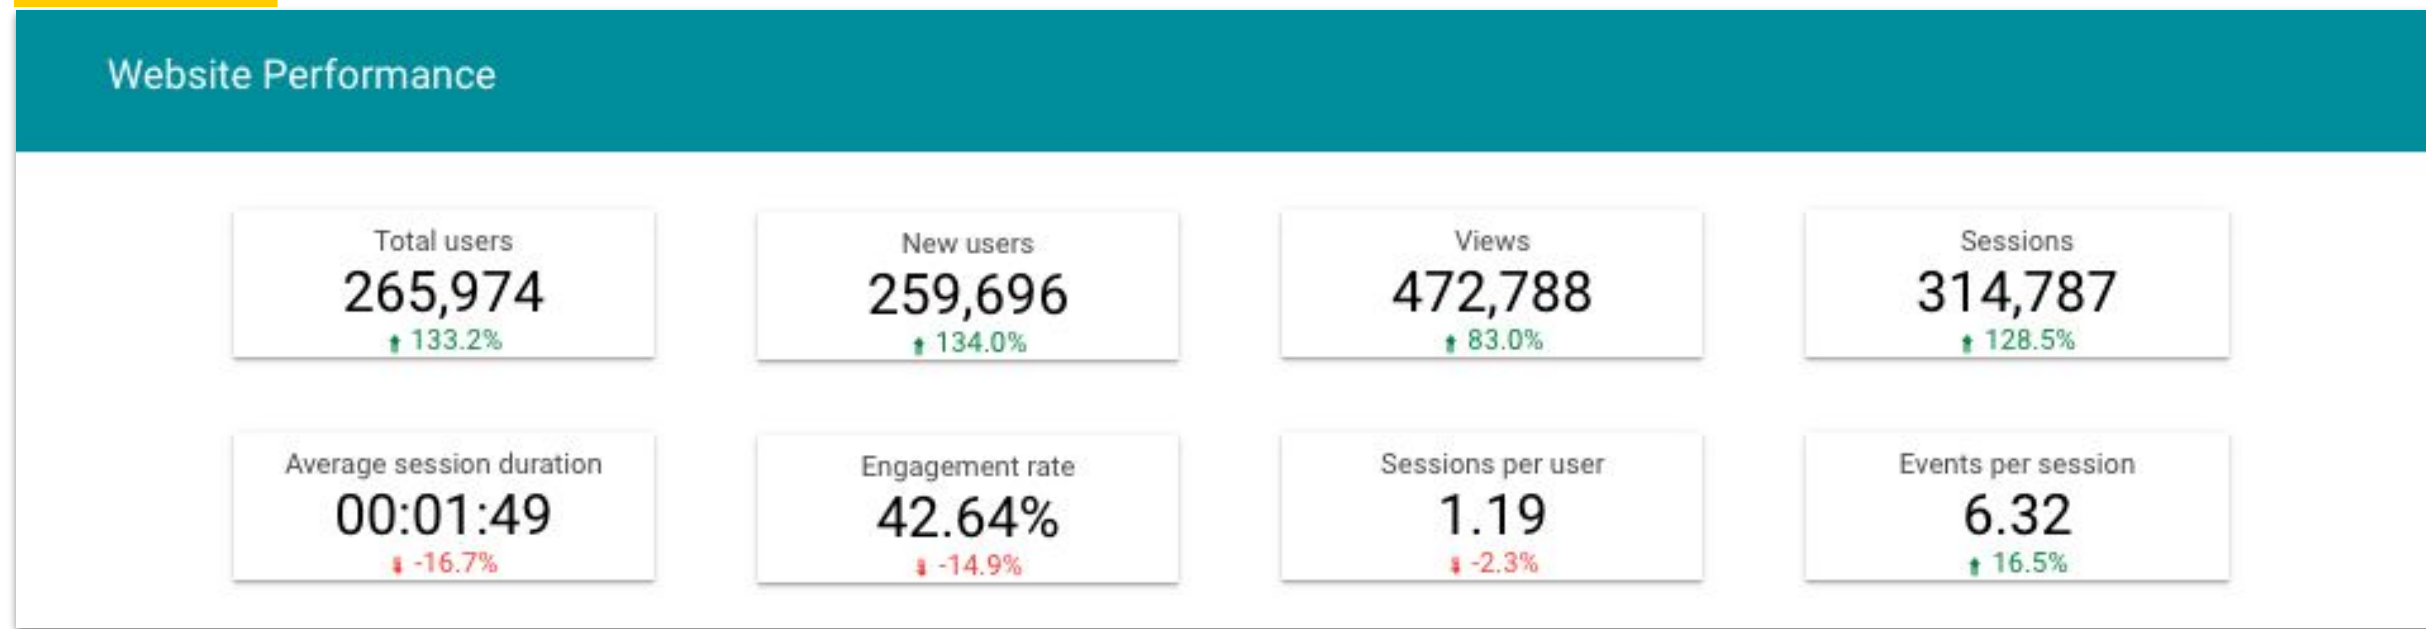 Website Performance
Total users
265,974
133.2%
New users
259,696
134.0%
Views
472,788
83.0%
Sessions
314,787
128.5%
Average session duration
00:01:49
-16.7%
Engagement rate
42.64%
-14.9%
Sessions per user
1.19
-2.3%
Events per session
6.32
16.5%